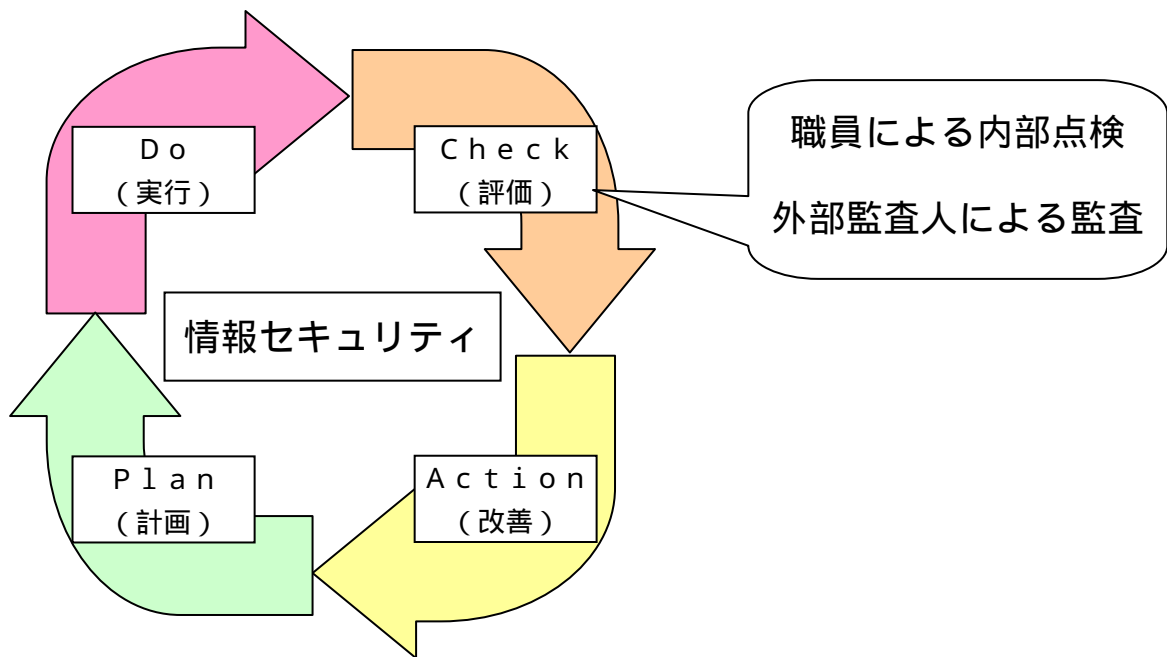 Ｄｏ
（実行）
Ｃｈｅｃｋ
（評価）
職員による内部点検
外部監査人による監査
情報セキュリティ
Ｐｌａｎ
（計画）
Ａｃｔｉｏｎ
（改善）